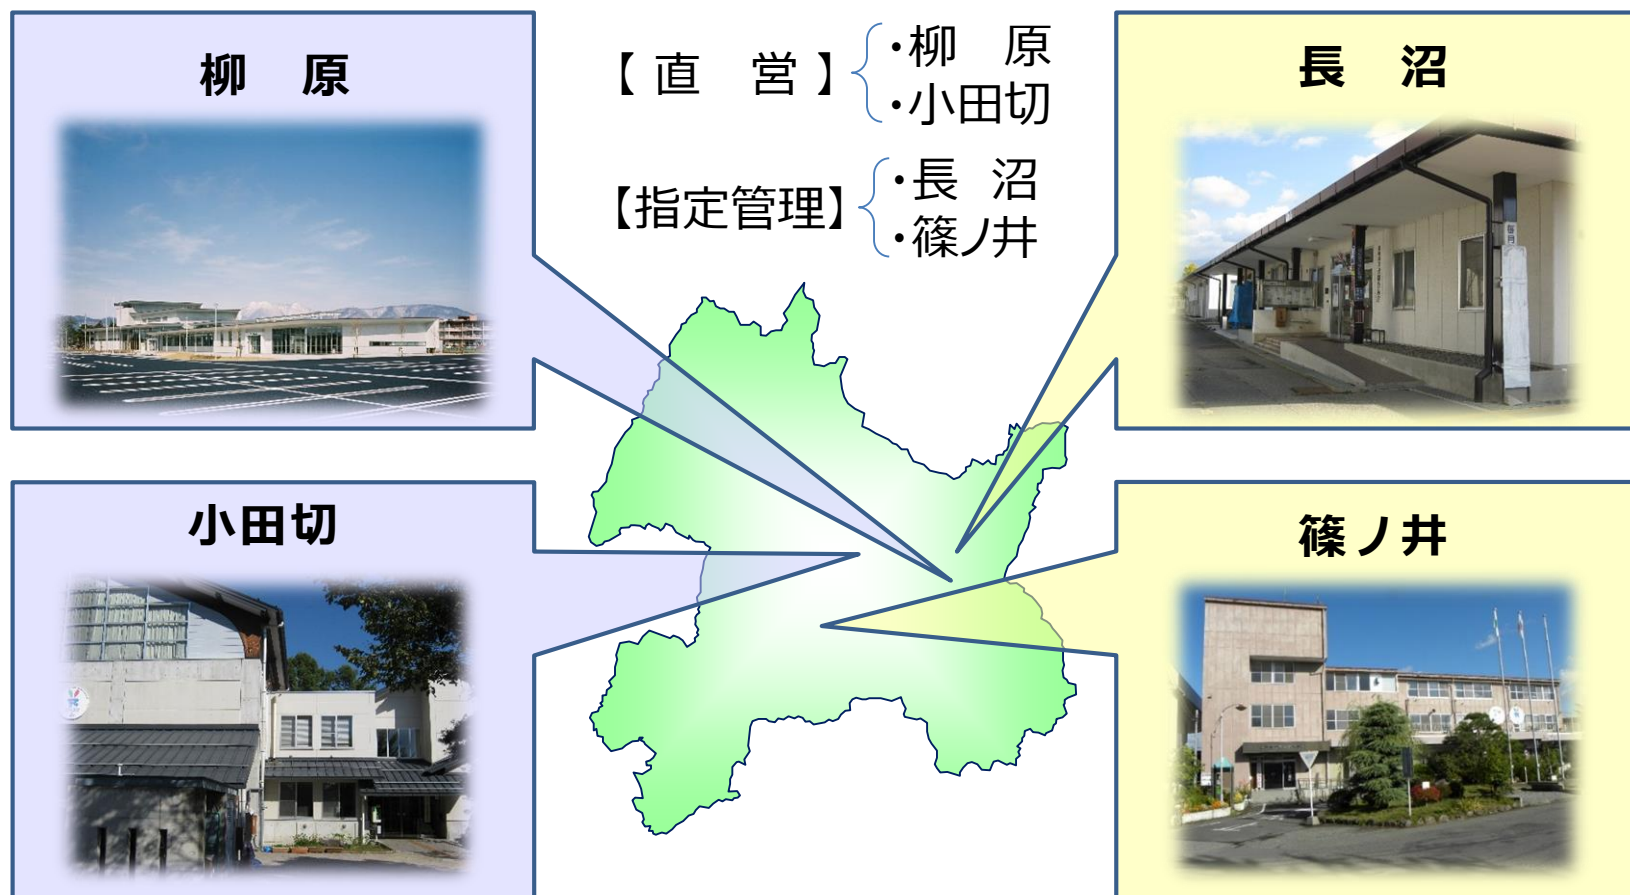 柳　原
【 直　営 】
・柳　原
・小田切
【指定管理】
・長　沼
・篠ノ井
長　沼
小田切
篠ノ井